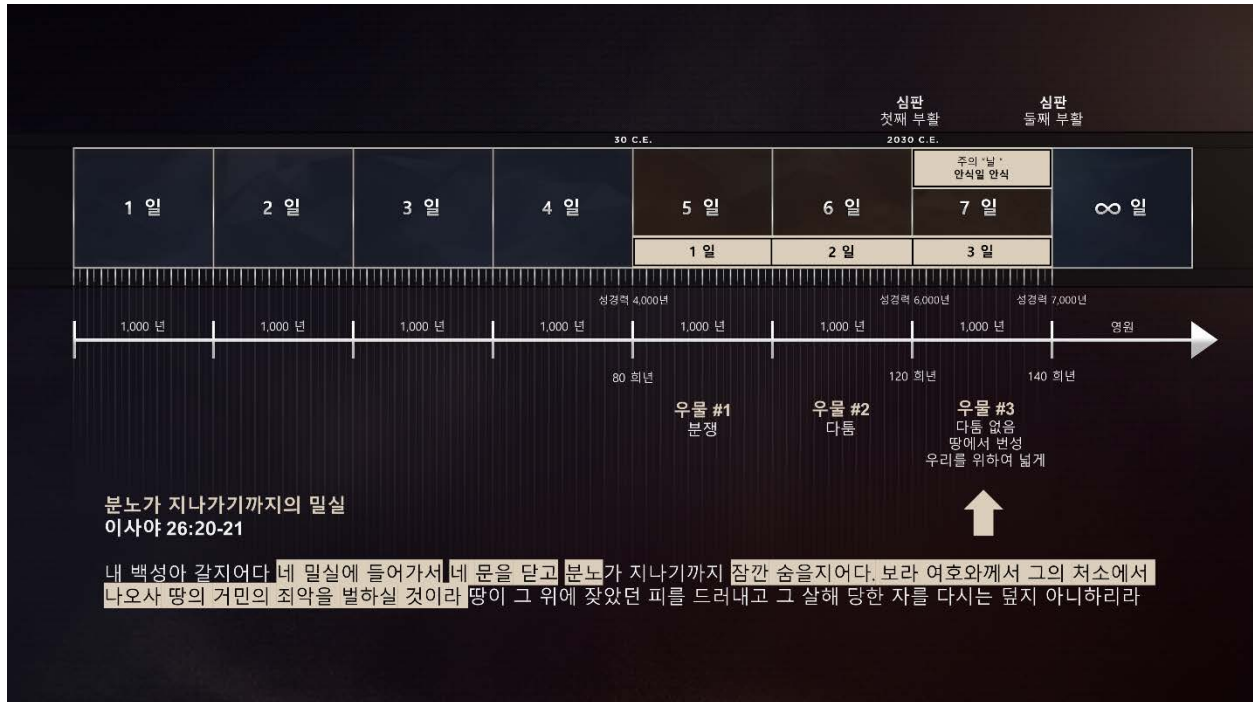 심판
첫째 부활
심판
둘째 부활
30 C.E.
2030 C.E.
1 일
2 일
3 일
4 일
5 일
6 일
주의 "날"
안식일 안식
7 일
∞ 일
1 일
2 일
3 일
성경력 4,000년
성경력 6,000년
성경력 7,000년
1,000 년
1,000 년
1,000 년
1,000 년
1,000 년
1,000 년
1,000 년
영원
80 희년
120 희년
140 희년
우물 #1
분쟁
우물 #2
다툼
우물 #3
다툼 없음
땅에서 번성
우리를 위하여 넓게
분노가 지나가기까지의 밀실
이사야 26:20-21
내 백성아 갈지어다 네 밀실에 들어가서 네 문을 닫고 분노가 지나기까지 잠깐 숨을지어다. 보라 여호와께서 그의 처소에서
나오사 땅의 거민의 죄악을 벌하실 것이라 땅이 그 위에 잦았던 피를 드러내고 그 살해 당한 자를 다시는 덮지 아니하리라